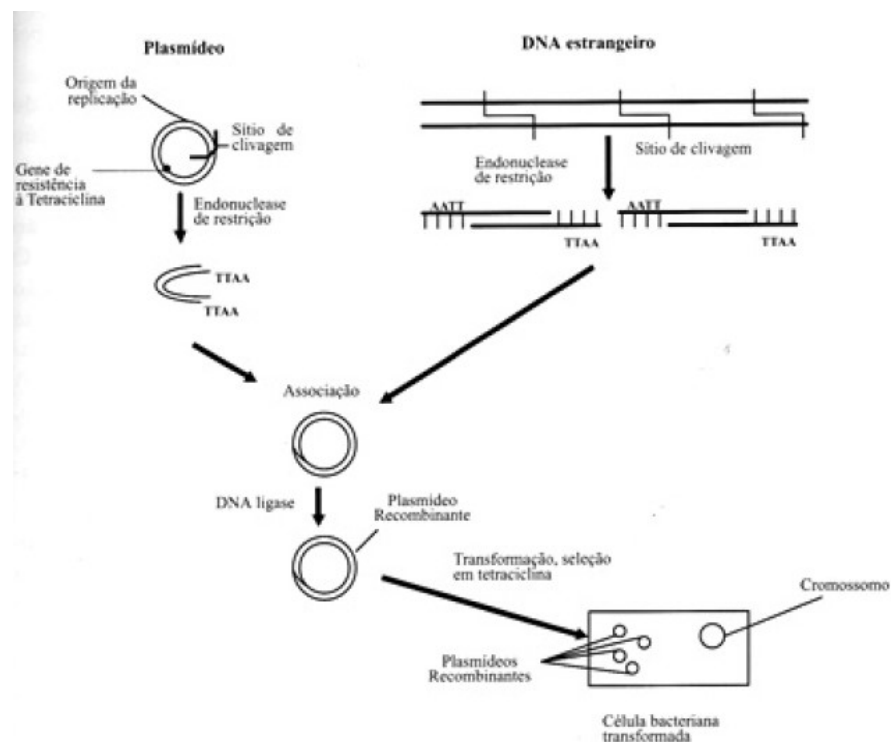 Plasmídeo
DNA estrangeiro
Origem da
replicação
Sítio de
clivagem
Gene de
resistência
à Tetraciclina
Endonuclease
de restrição
TTAA
TTAA
Sítio de clivagem
Endonuclease
de restrição
AATT
AATT
TTAA
TTAA
Associação
DNA ligase
Plasmídeo
Recombinante
Transformação, seleção
em tetraciclina
Cromossomo
Plasmídeos
Recombinantes
Célula bacteriana
transformada